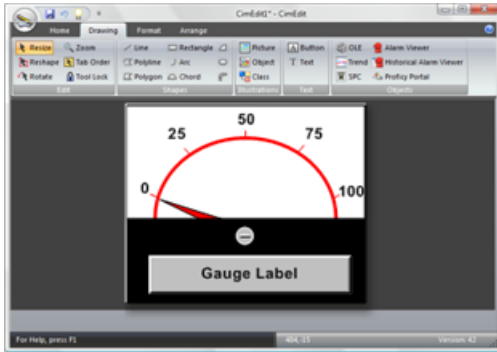 CimEdit1* - CimEdit
Home Drawing Format Arrange
Resize Zoom Line Rectangle Picture Button OLE Alarm Viewer
Reshape Tab Order Polyline Arc Object Text Trend Historical Alarm Viewer
Rotate Tool Lock Polygon Chord Class SPC Proficy Portal
Edit Shapes Illustrations Text Objects
50
25 75
0 100
Gauge Label
For Help, press F1 404,-15 Version: 42